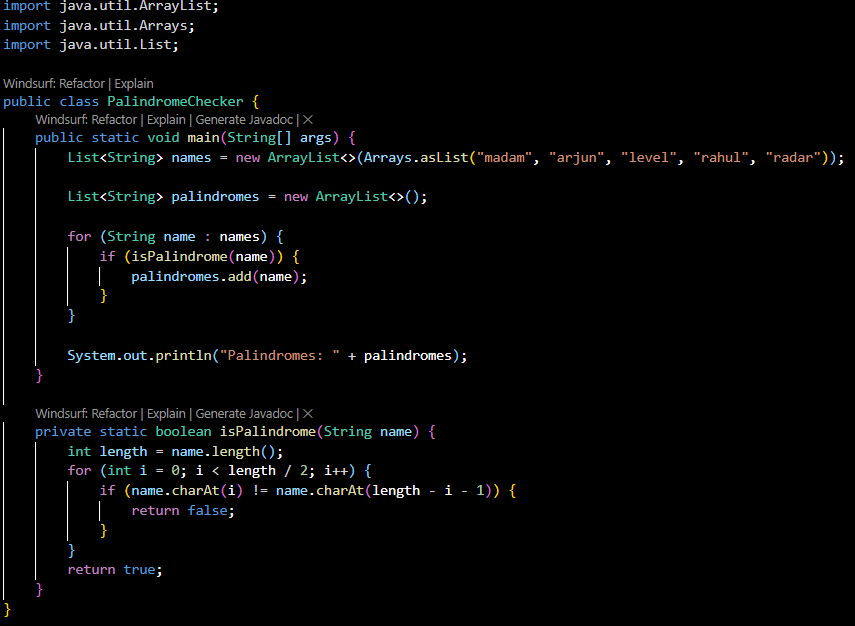 import java.util.ArrayList;
import java.util.Arrays;
import java.util.List;
Windsurf: Refactor | Explain
public class PalindromeChecker {
Windsurf: Refactor | Explain | Generate Javadoc | ✕
public static void main(String[] args) {
List<String> names = new ArrayList<>(Arrays.asList("madam", "arjun", "level", "rahul", "radar"));
List<String> palindromes = new ArrayList<>();
for (String name : names) {
if (isPalindrome(name)) {
palindromes.add(name);
}
}
System.out.println("Palindromes: " + palindromes);
}
Windsurf: Refactor | Explain | Generate Javadoc | ✕
private static boolean isPalindrome(String name) {
int length = name.length();
for (int i = 0; i < length / 2; i++) {
if (name.charAt(i) != name.charAt(length - i - 1)) {
return false;
}
}
return true;
}
}